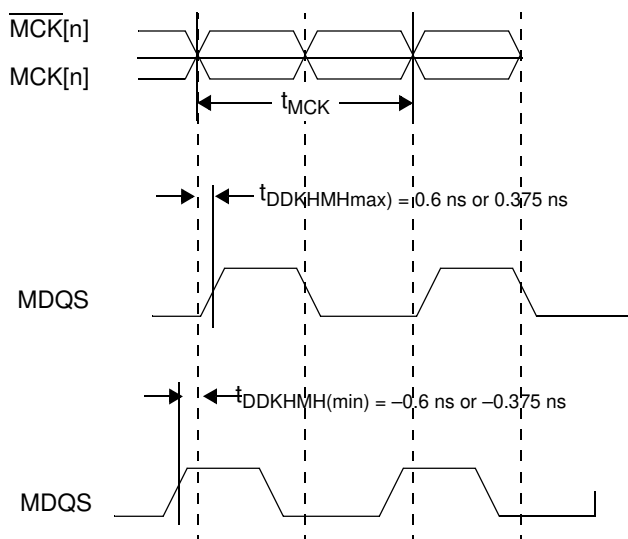 MCK[n]
MCK[n]
tMCK
tDDKHMHmax) = 0.6 ns or 0.375 ns
MDQS
tDDKHMH(min) = –0.6 ns or –0.375 ns
MDQS